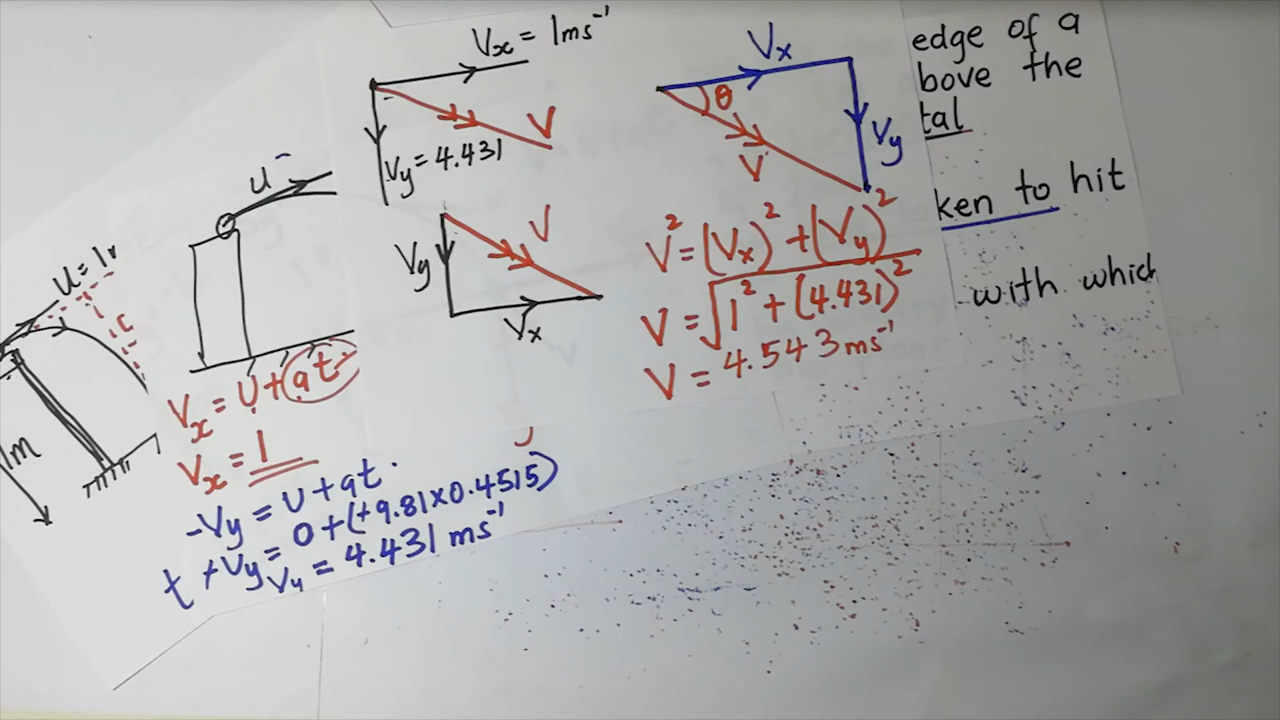 Vx = 1ms⁻¹
V
Vy = 4.431
Vx
θ
V
Vy
edge of a
bove the
tal
ken to hit
with which
U
U = 1
1m
Vy
V
Vx
V² = (Vx)² + (Vy)²
V = √1² + (4.431)²
V = 4.543ms⁻¹
Vx = U + at
Vx = 1
-Vy = U + at
t +Vy = 0 + (+9.81×0.4515)
Vy = 4.431 ms⁻¹